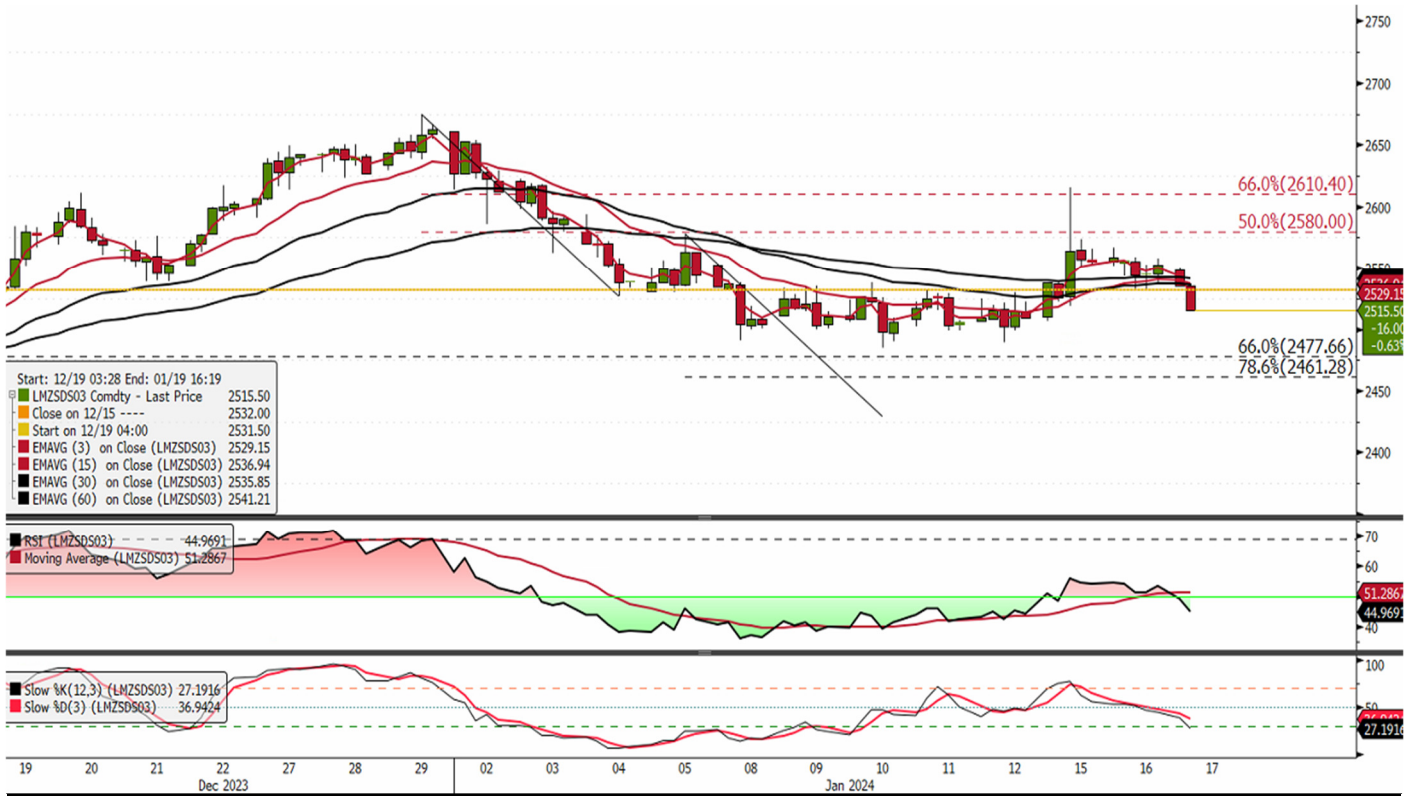 2750
2700
2650
66.0%(2610.40)
2600
50.0%(2580.00)
2550
2529.15
2515.50
-16.00
-0.63%
66.0%(2477.66)
78.6%(2461.28)
2450
2400
Start: 12/19 03:28 End: 01/19 16:19
LMZSDS03 Comdty - Last Price 2515.50
Close on 12/15 ---- 2532.00
Start on 12/19 04:00 2531.50
EMAVG (3) on Close (LMZSDS03) 2529.15
EMAVG (15) on Close (LMZSDS03) 2536.94
EMAVG (30) on Close (LMZSDS03) 2535.85
EMAVG (60) on Close (LMZSDS03) 2541.21
RSI (LMZSDS03) 44.9691
Moving Average (LMZSDS03) 51.2867
70
60
51.2867
44.9691
40
Slow %K(12,3) (LMZSDS03) 27.1916
Slow %D(3) (LMZSDS03) 36.9424
100
50
27.1916
19 20 21 22 27 28 29 02 03 04 05 08 09 10 11 12 15 16 17
Dec 2023 Jan 2024